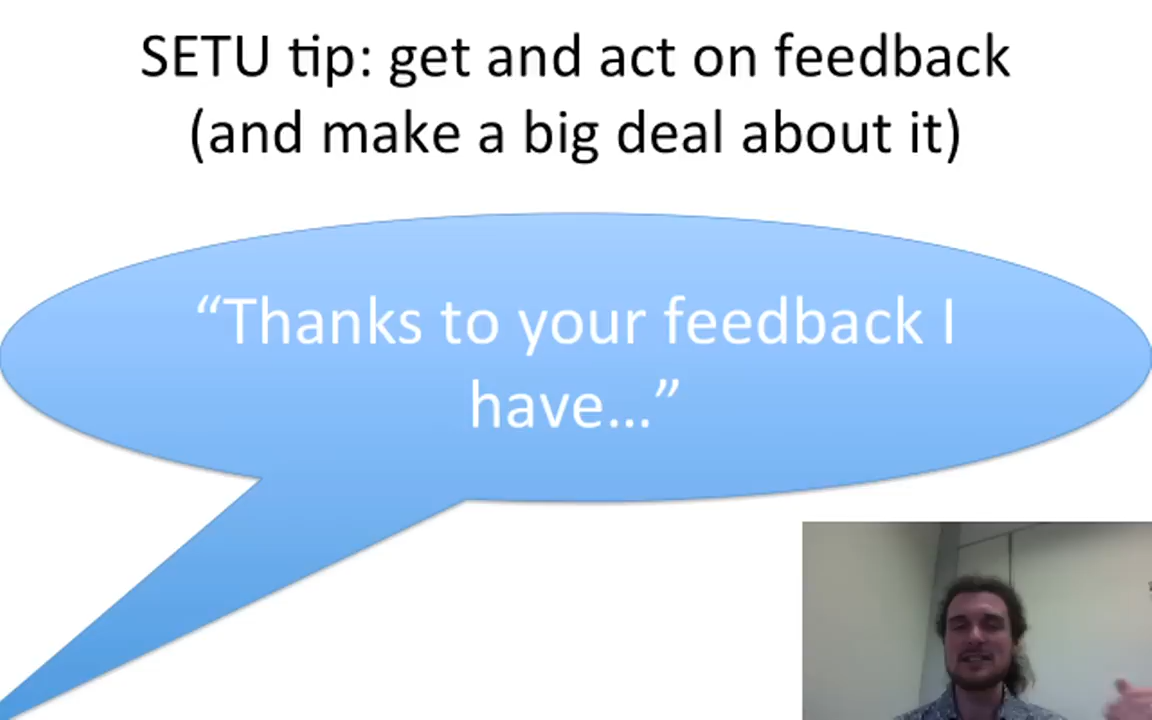 SETU tip: get and act on feedback
(and make a big deal about it)
“Thanks to your feedback I
have…”